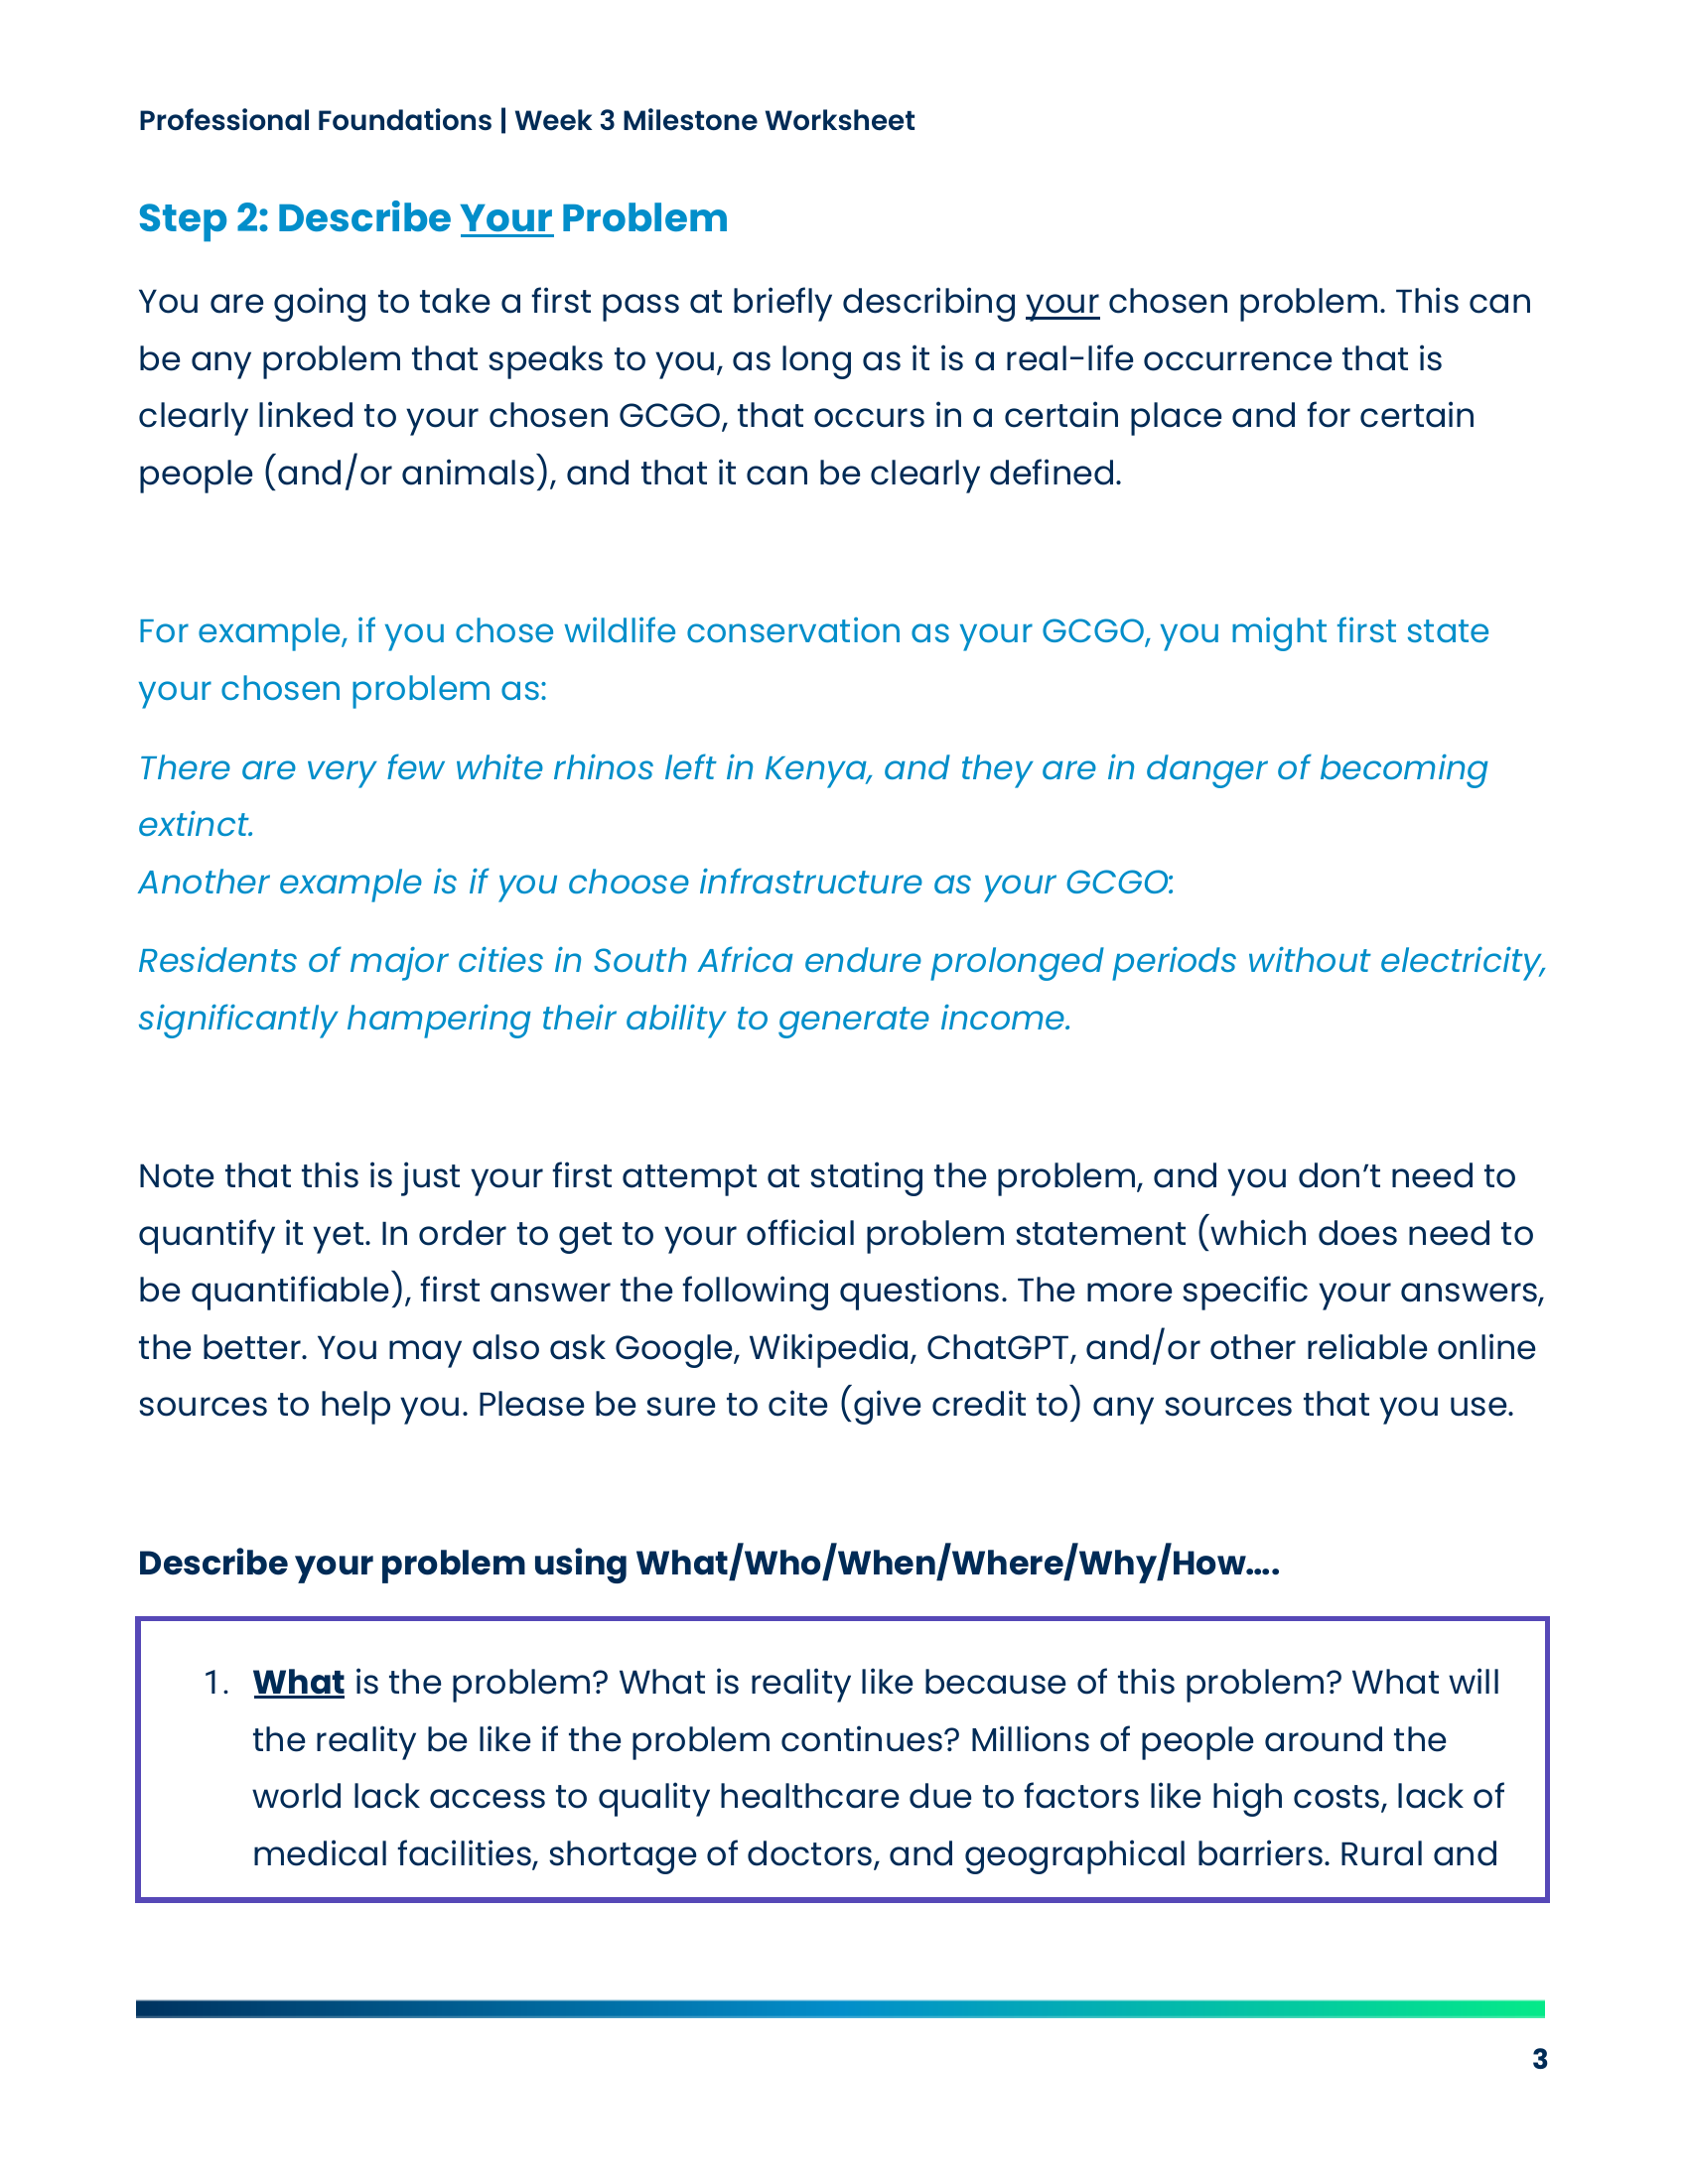 Professional Foundations | Week 3 Milestone Worksheet
Step 2: Describe Your Problem
You are going to take a first pass at briefly describing your chosen problem. This can
be any problem that speaks to you, as long as it is a real-life occurrence that is
clearly linked to your chosen GCGO, that occurs in a certain place and for certain
people (and/or animals), and that it can be clearly defined.
For example, if you chose wildlife conservation as your GCGO, you might first state
your chosen problem as:
There are very few white rhinos left in Kenya, and they are in danger of becoming
extinct.
Another example is if you choose infrastructure as your GCGO:
Residents of major cities in South Africa endure prolonged periods without electricity,
significantly hampering their ability to generate income.
Note that this is just your first attempt at stating the problem, and you don’t need to
quantify it yet. In order to get to your official problem statement (which does need to
be quantifiable), first answer the following questions. The more specific your answers,
the better. You may also ask Google, Wikipedia, ChatGPT, and/or other reliable online
sources to help you. Please be sure to cite (give credit to) any sources that you use.
Describe your problem using What/Who/When/Where/Why/How….
1. What is the problem? What is reality like because of this problem? What will
the reality be like if the problem continues? Millions of people around the
world lack access to quality healthcare due to factors like high costs, lack of
medical facilities, shortage of doctors, and geographical barriers. Rural and
3